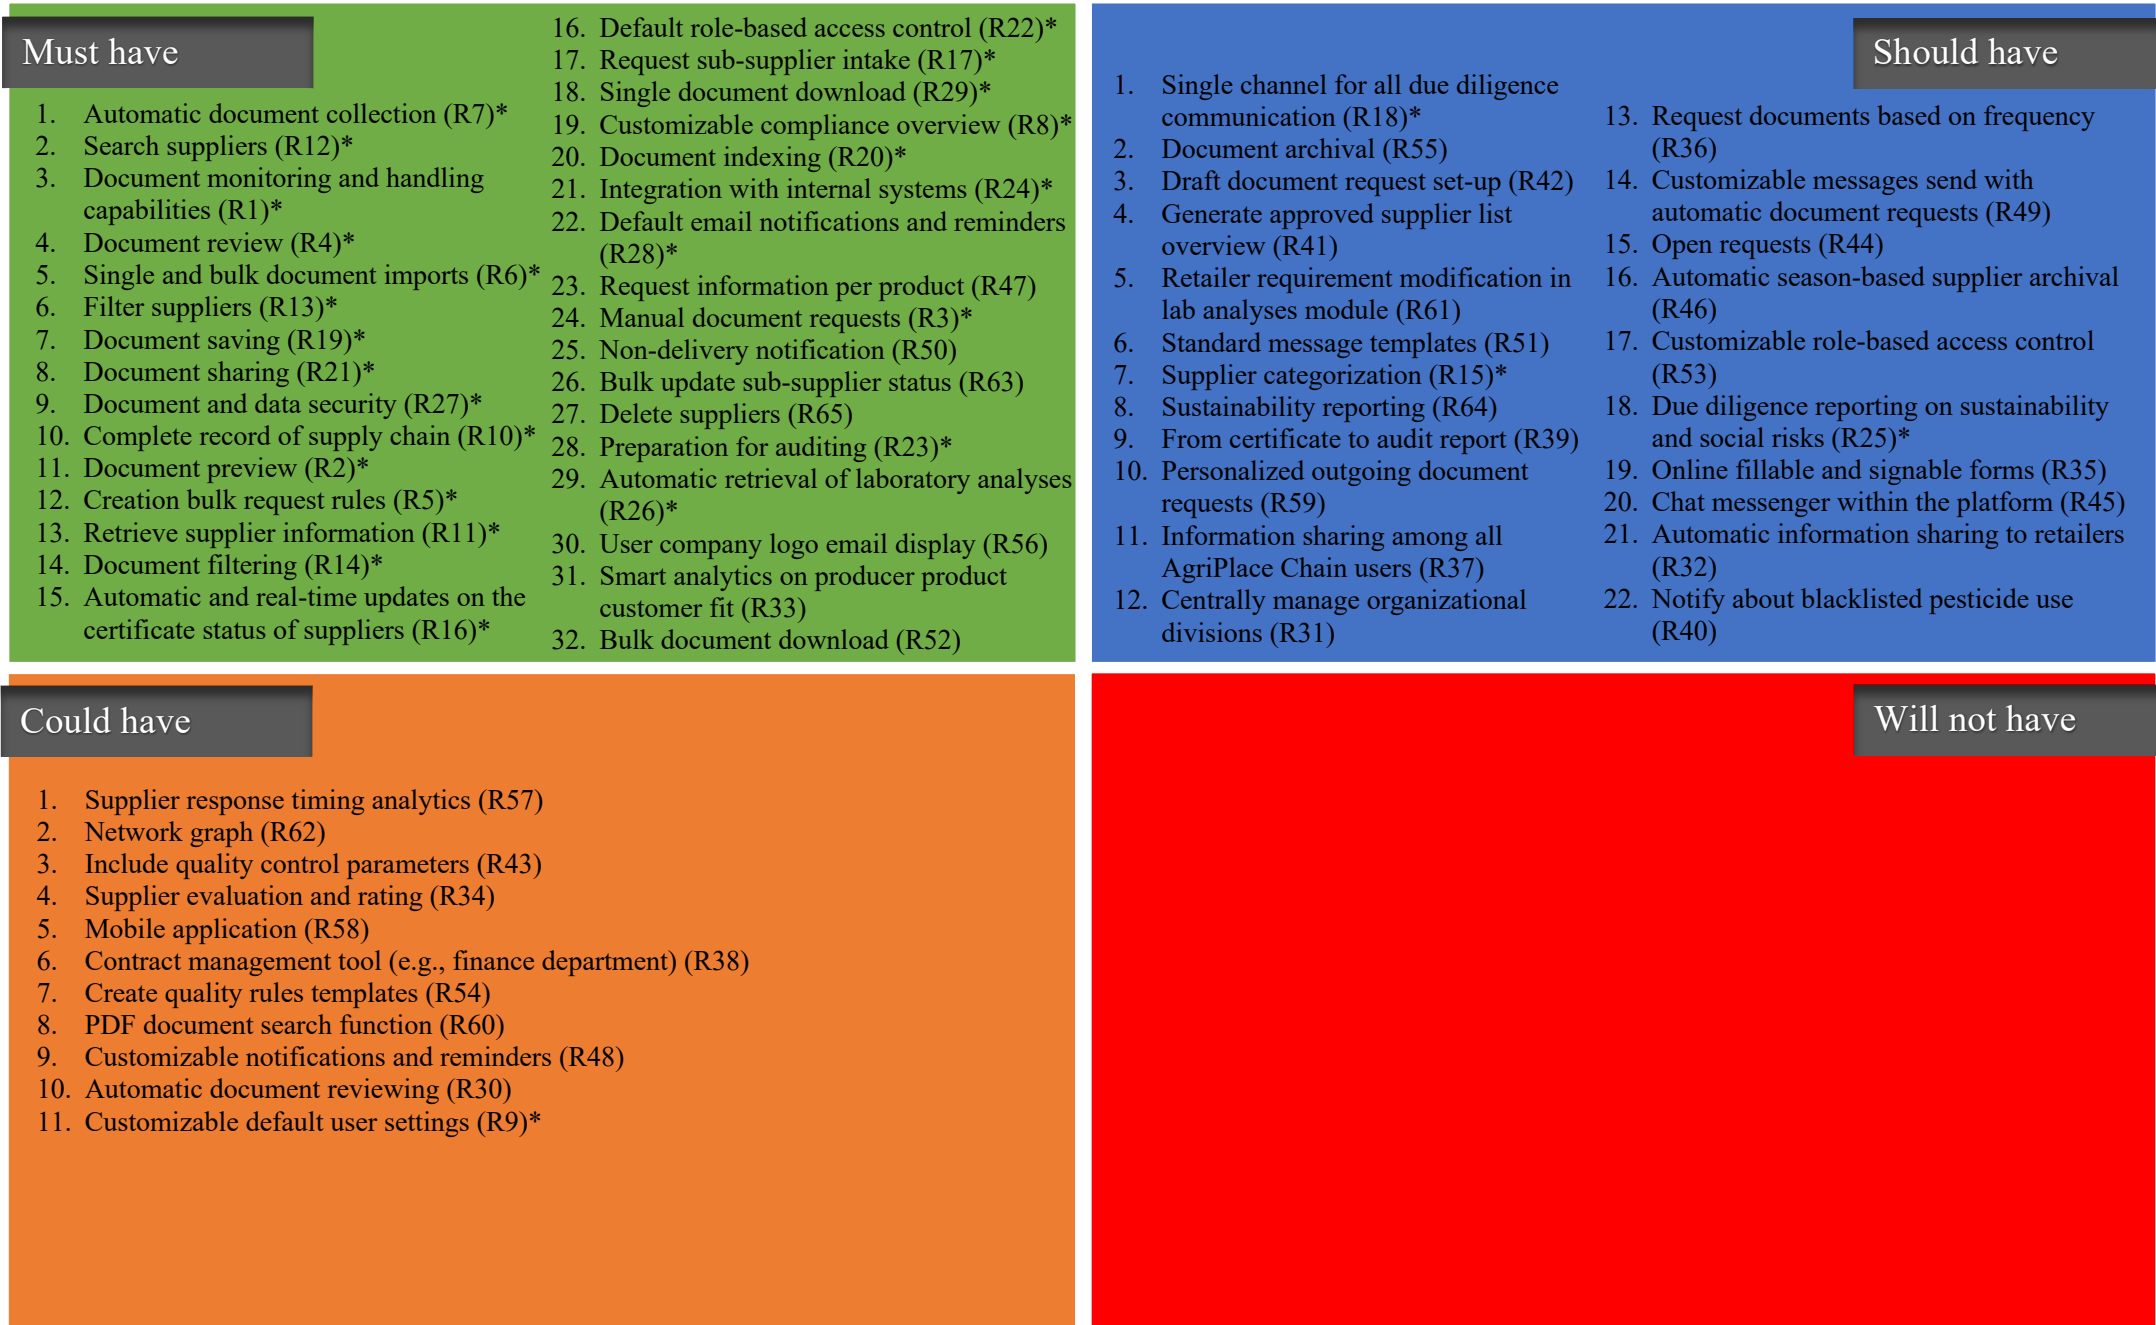 Must have
1. Automatic document collection (R7)*
2. Search suppliers (R12)*
3. Document monitoring and handling
capabilities (R1)*
4. Document review (R4)*
5. Single and bulk document imports (R6)*
6. Filter suppliers (R13)*
7. Document saving (R19)*
8. Document sharing (R21)*
9. Document and data security (R27)*
10. Complete record of supply chain (R10)*
11. Document preview (R2)*
12. Creation bulk request rules (R5)*
13. Retrieve supplier information (R11)*
14. Document filtering (R14)*
15. Automatic and real-time updates on the
certificate status of suppliers (R16)*
16. Default role-based access control (R22)*
17. Request sub-supplier intake (R17)*
18. Single document download (R29)*
19. Customizable compliance overview (R8)*
20. Document indexing (R20)*
21. Integration with internal systems (R24)*
22. Default email notifications and reminders
(R28)*
23. Request information per product (R47)
24. Manual document requests (R3)*
25. Non-delivery notification (R50)
26. Bulk update sub-supplier status (R63)
27. Delete suppliers (R65)
28. Preparation for auditing (R23)*
29. Automatic retrieval of laboratory analyses
(R26)*
30. User company logo email display (R56)
31. Smart analytics on producer product
customer fit (R33)
32. Bulk document download (R52)
Should have
1. Single channel for all due diligence
communication (R18)*
2. Document archival (R55)
3. Draft document request set-up (R42)
4. Generate approved supplier list
overview (R41)
5. Retailer requirement modification in
lab analyses module (R61)
6. Standard message templates (R51)
7. Supplier categorization (R15)*
8. Sustainability reporting (R64)
9. From certificate to audit report (R39)
10. Personalized outgoing document
requests (R59)
11. Information sharing among all
AgriPlace Chain users (R37)
12. Centrally manage organizational
divisions (R31)
13. Request documents based on frequency
(R36)
14. Customizable messages send with
automatic document requests (R49)
15. Open requests (R44)
16. Automatic season-based supplier archival
(R46)
17. Customizable role-based access control
(R53)
18. Due diligence reporting on sustainability
and social risks (R25)*
19. Online fillable and signable forms (R35)
20. Chat messenger within the platform (R45)
21. Automatic information sharing to retailers
(R32)
22. Notify about blacklisted pesticide use
(R40)
Could have
1. Supplier response timing analytics (R57)
2. Network graph (R62)
3. Include quality control parameters (R43)
4. Supplier evaluation and rating (R34)
5. Mobile application (R58)
6. Contract management tool (e.g., finance department) (R38)
7. Create quality rules templates (R54)
8. PDF document search function (R60)
9. Customizable notifications and reminders (R48)
10. Automatic document reviewing (R30)
11. Customizable default user settings (R9)*
Will not have